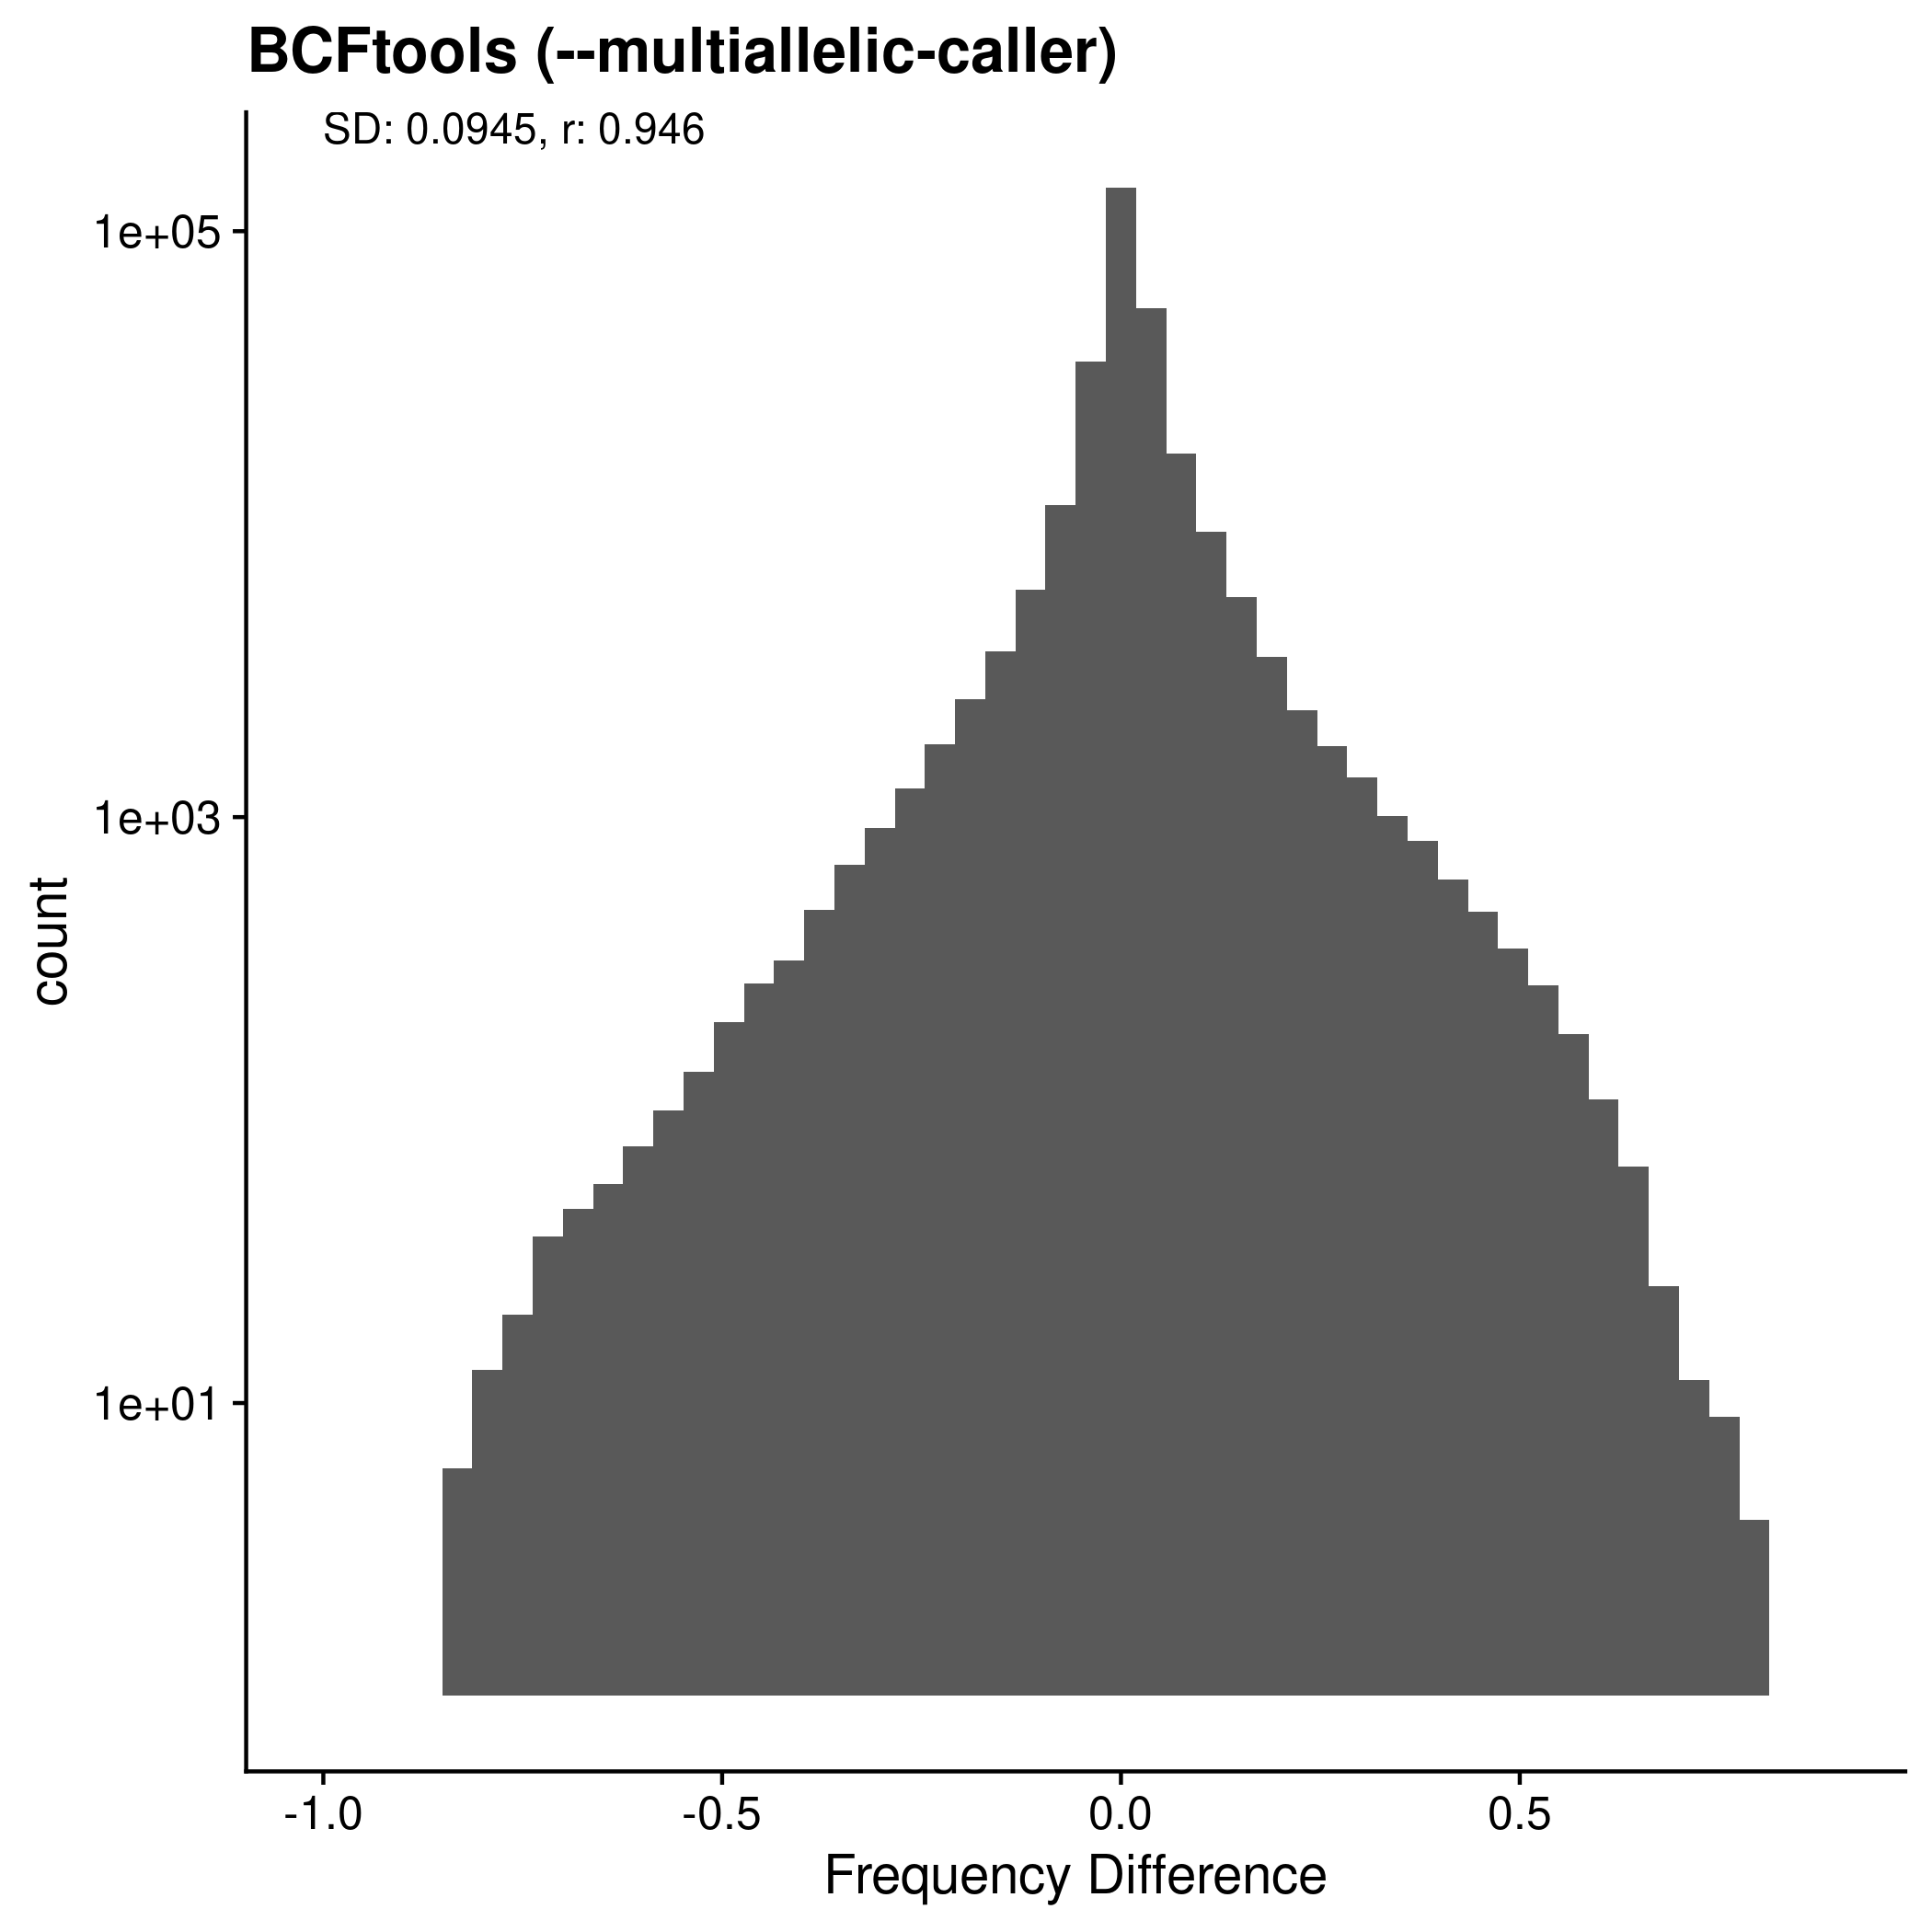 BCFtools (--multiallelic-caller)
SD: 0.0945, r: 0.946
1e+05
1e+03
1e+01
count
-1.0
-0.5
0.0
0.5
Frequency Difference